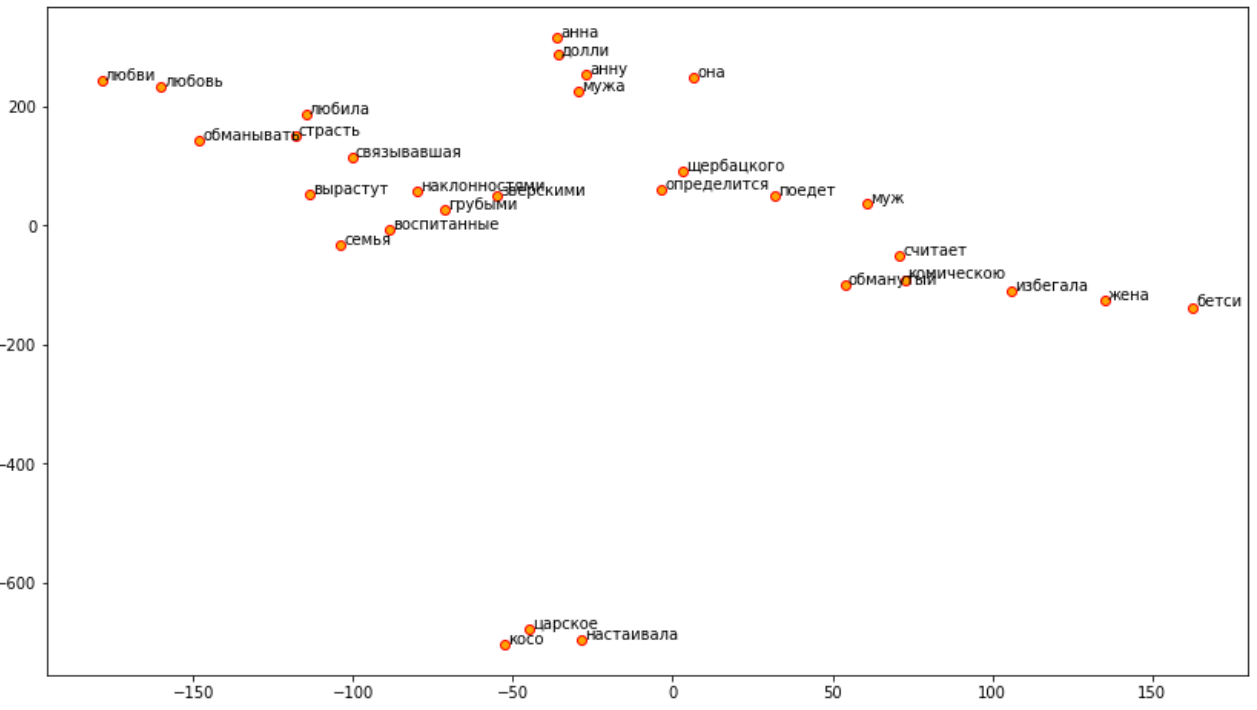 анна
долли
анну
она
любви
любовь
мужа
200
любила
обманывать
страсть
связывавшая
щербацкого
вырастут
наклонностями
зверскими
определится
поедет
грубыми
муж
0
воспитанные
семья
считает
обманутый
комическою
избегала
жена
бетси
−200
−400
−600
царское
косо
настаивала
−150
−100
−50
0
50
100
150